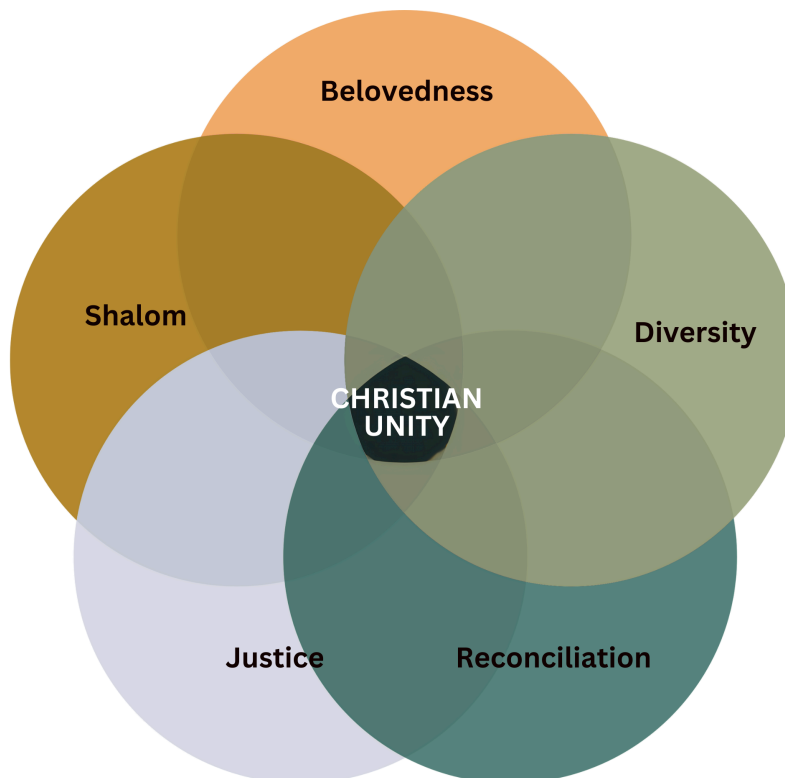 Belovedness
Shalom
Diversity
CHRISTIAN
UNITY
Justice
Reconciliation